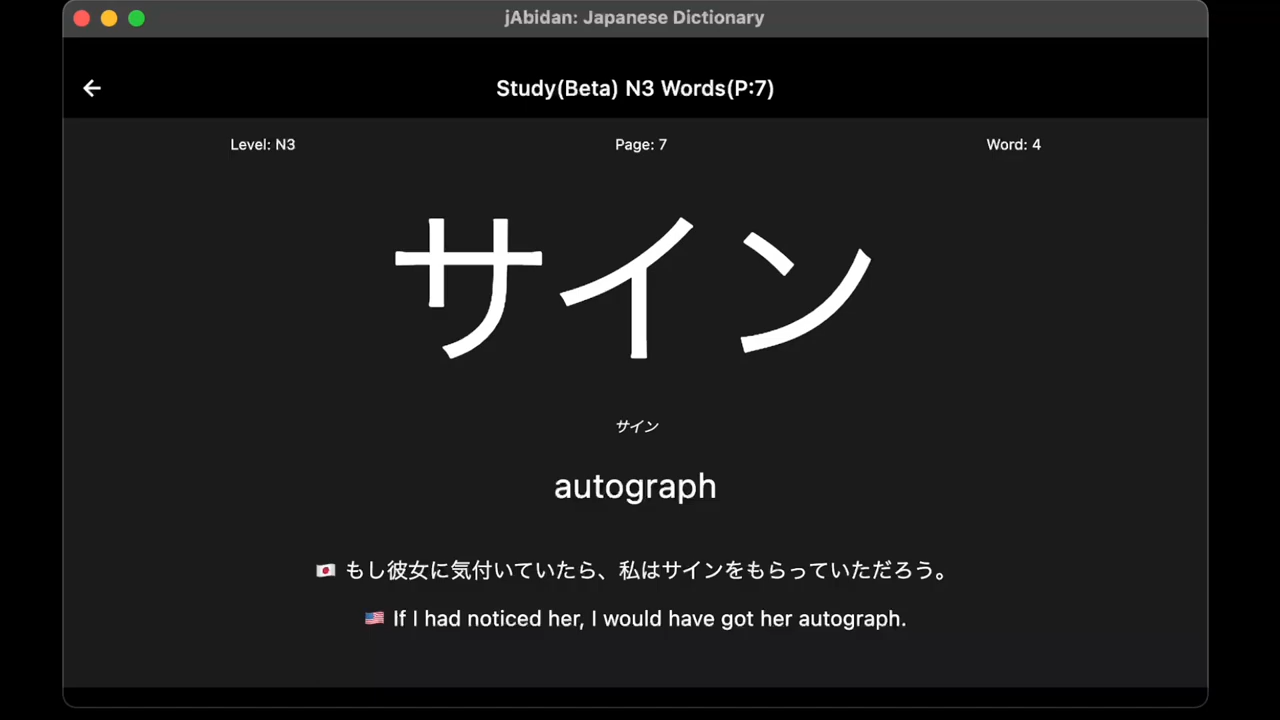 jAbidan: Japanese Dictionary
Study(Beta) N3 Words(P:7)
Level: N3
Page: 7
Word: 4
サイン
サイン
autograph
🇯🇵 もし彼女に気付いていたら、私はサインをもらっていただろう。
🇺🇸 If I had noticed her, I would have got her autograph.